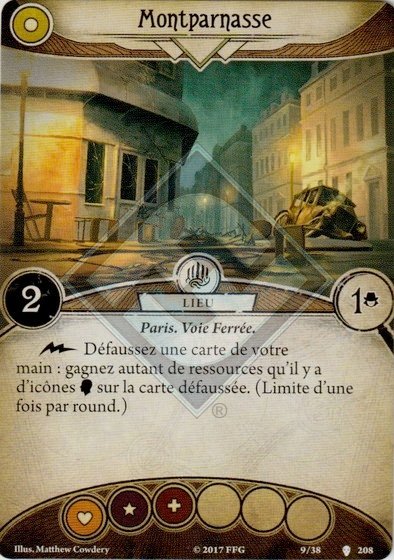 Montparnasse
2
LIEU
1
Paris. Voie Ferrée.
Défaussez une carte de votre
main : gagnez autant de ressources qu'il y a
d'icônes sur la carte défaussée. (Limite d'une
fois par round.)
®
Illus. Matthew Cowdery
© 2017 FFG
9/38
208